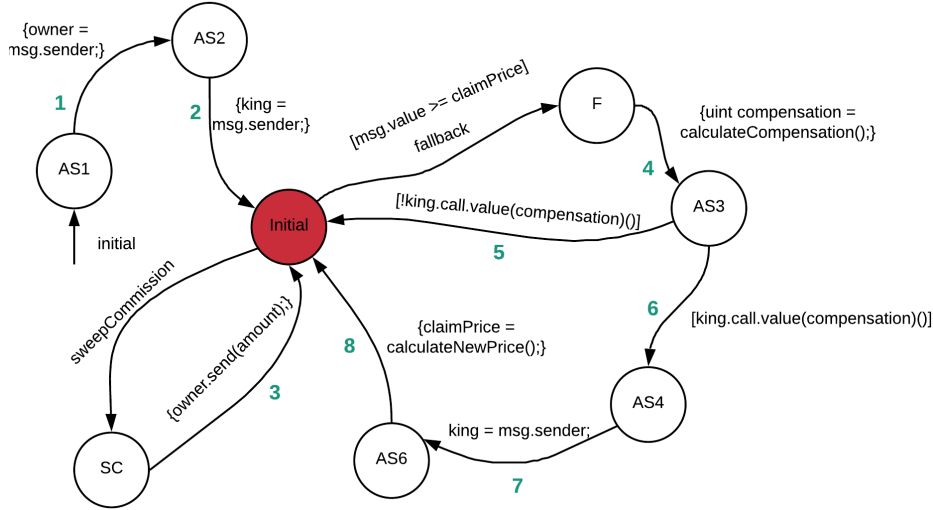 {owner =
msg.sender;}
AS2
1
2
{king =
msg.sender;}
AS1
initial
[msg.value >= claimPrice]
fallback
F
{uint compensation =
calculateCompensation();}
4
AS3
[!king.call.value(compensation)()]
5
Initial
sweepCommission
{owner.send(amount);}
3
SC
6
[king.call.value(compensation)()]
{claimPrice =
calculateNewPrice();}
8
AS4
king = msg.sender;
AS6
7